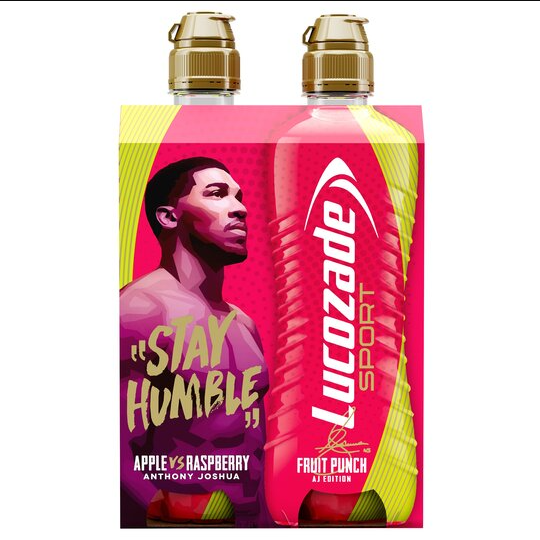 "STAY
HUMBLE"
APPLE VS RASPBERRY
ANTHONY JOSHUA
Lucozade
SPORT
FRUIT PUNCH
AJ EDITION